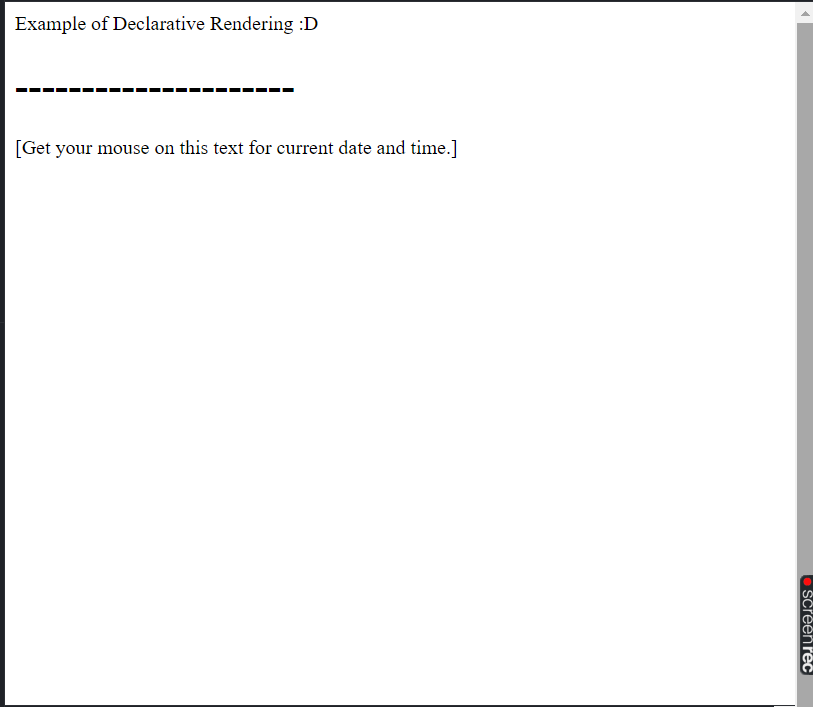 Example of Declarative Rendering :D
---------------------
[Get your mouse on this text for current date and time.]
screenrec